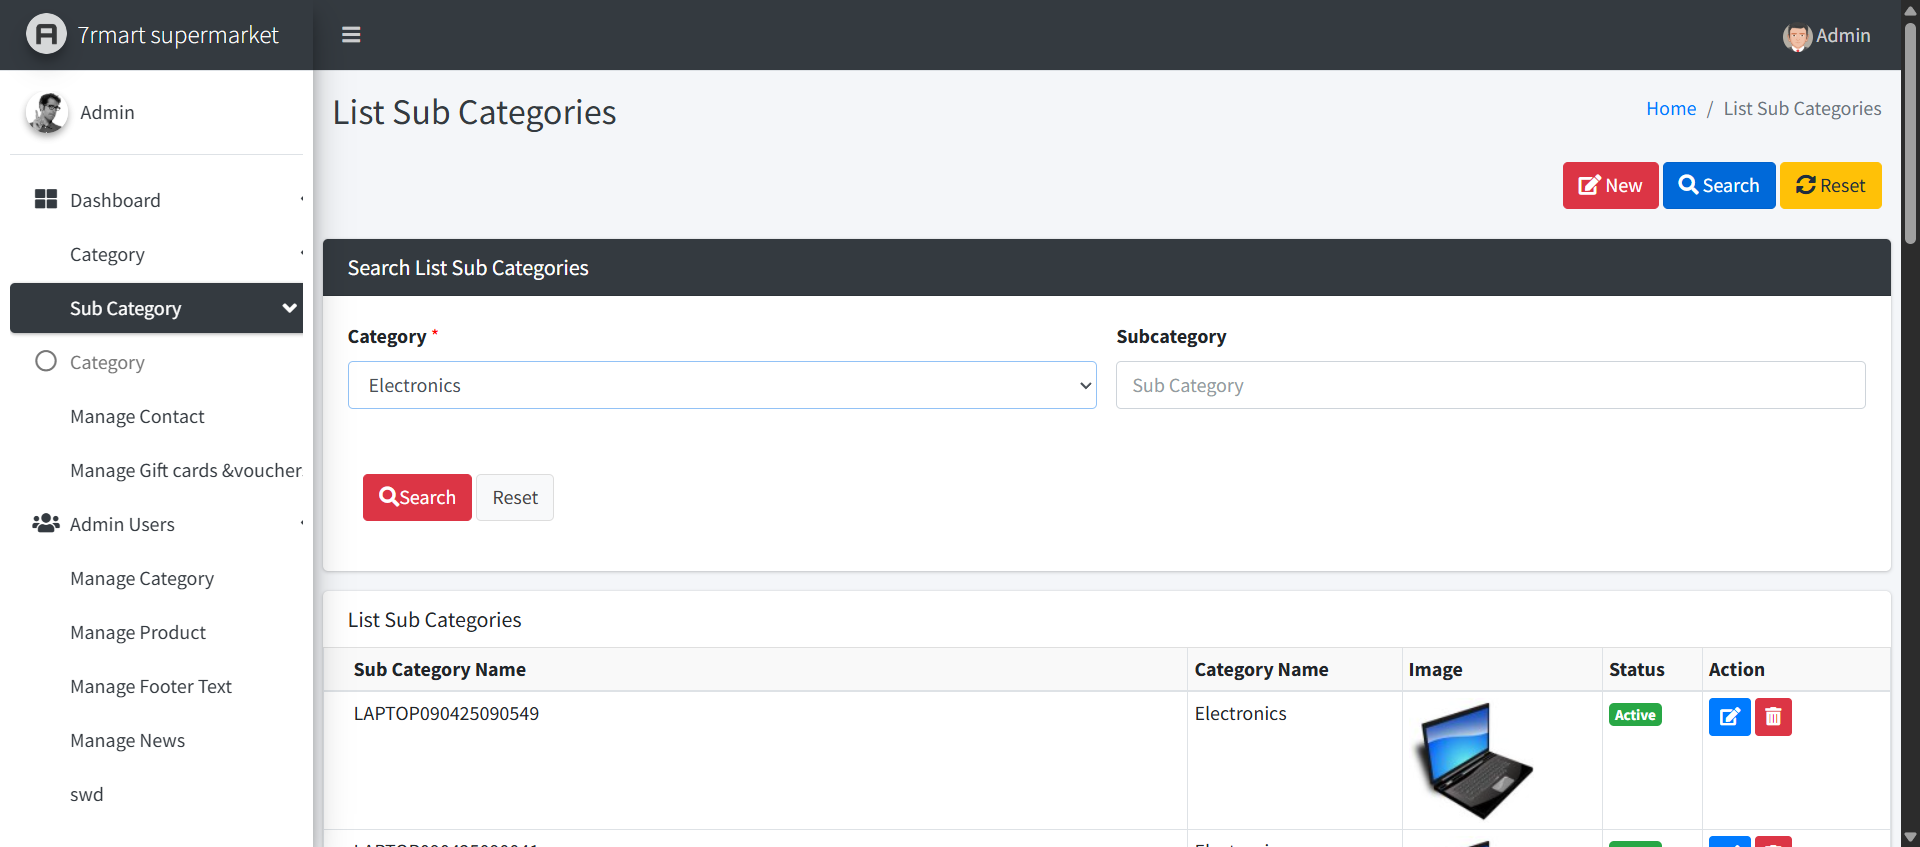 7rmart supermarket
Admin
Admin
List Sub Categories
Home / List Sub Categories
New
Search
Reset
Dashboard
Category
Sub Category
Category
Manage Contact
Manage Gift cards &voucher
Admin Users
Manage Category
Manage Product
Manage Footer Text
Manage News
swd
Search List Sub Categories
Category *
Subcategory
Electronics
Sub Category
Search
Reset
List Sub Categories
Sub Category Name Category Name Image Status Action
LAPTOP090425090549 Electronics Active